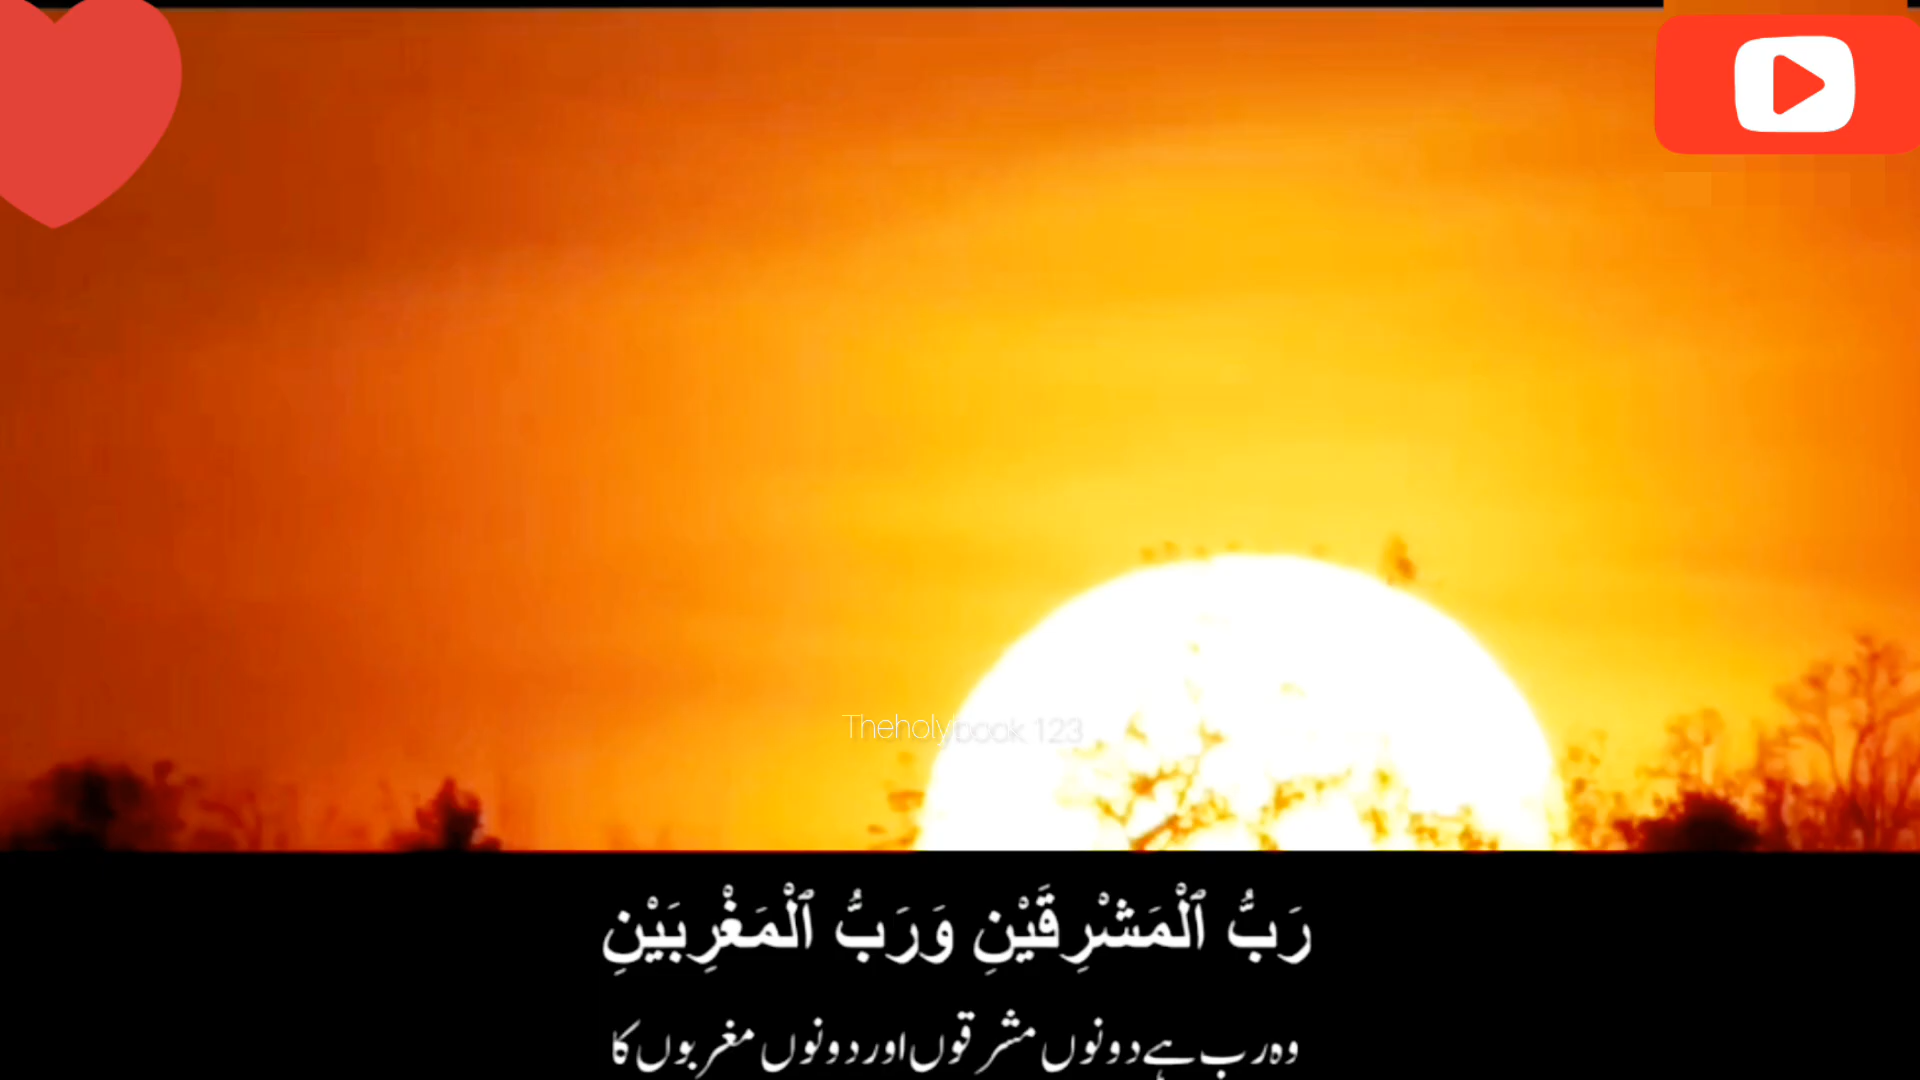 Theholybook 123
رَبُّ ٱلْمَشْرِقَيْنِ وَرَبُّ ٱلْمَغْرِبَيْنِ
وہ رب ہے دونوں مشرقوں اور دونوں مغربوں کا